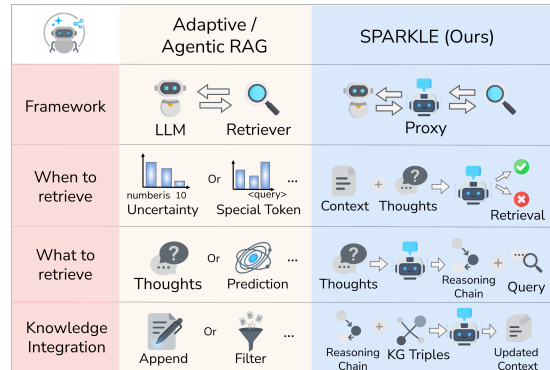 Adaptive /
Agentic RAG
SPARKLE (Ours)
Framework
LLM
Retriever
Proxy
When to
retrieve
numberis 10
Uncertainty
Or
<query>
Special Token
...
Context
+
Thoughts
Retrieval
What to
retrieve
?
Thoughts
Or
Prediction
...
?
Thoughts
Reasoning
Chain
+
...
Query
Knowledge
Integration
Append
Or
Filter
...
Reasoning
Chain
+
KG Triples
Updated
Context